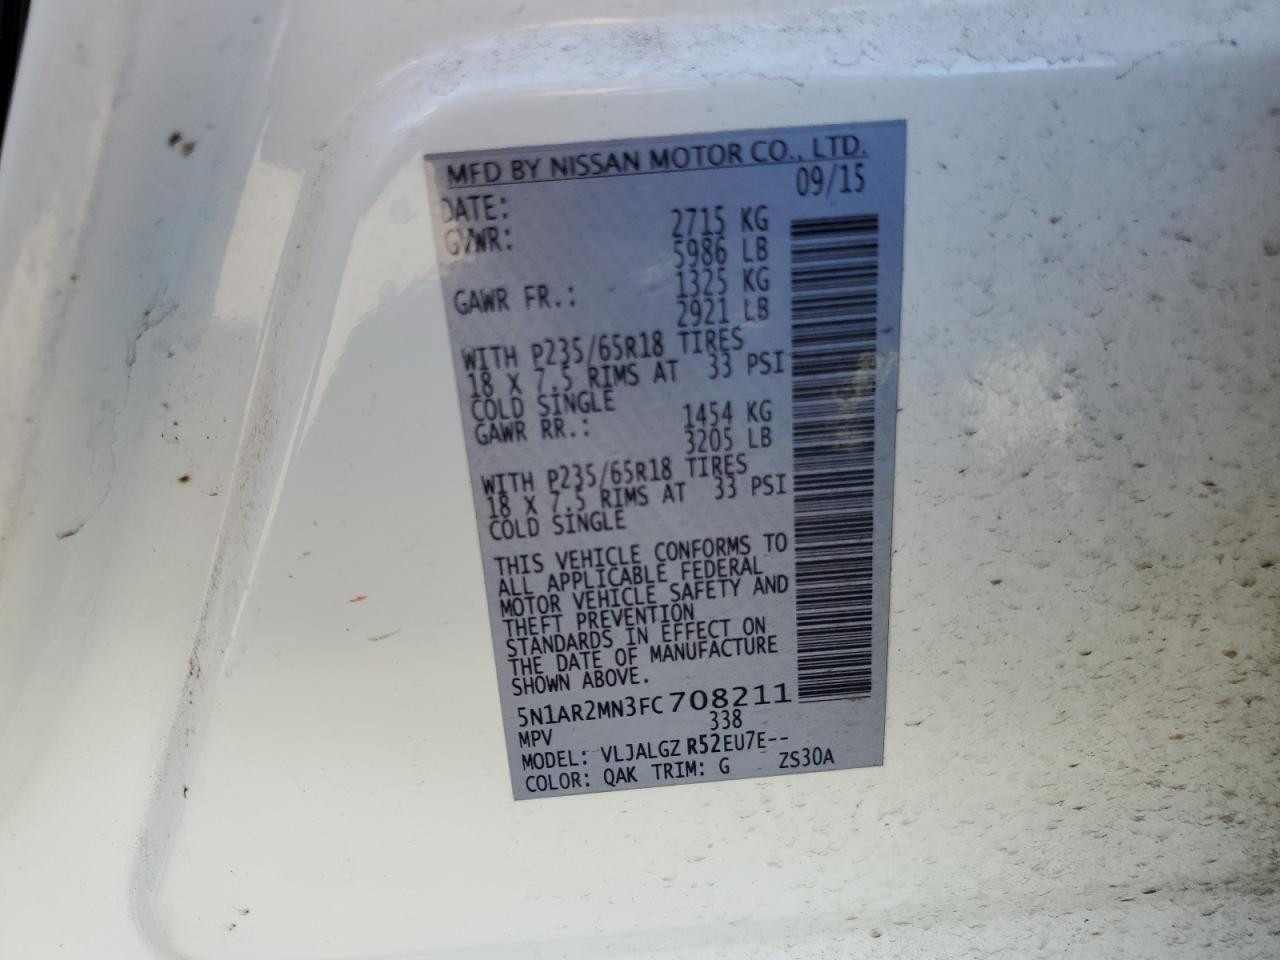 MFD BY NISSAN MOTOR CO., LTD.
DATE: 09/15
GVWR: 2715 KG
5986 LB
GAWR FR.: 1325 KG
2921 LB
WITH P235/65R18 TIRES
18 X 7.5 RIMS AT 33 PSI
COLD SINGLE
GAWR RR.: 1454 KG
3205 LB
WITH P235/65R18 TIRES
18 X 7.5 RIMS AT 33 PSI
COLD SINGLE
THIS VEHICLE CONFORMS TO
ALL APPLICABLE FEDERAL
MOTOR VEHICLE SAFETY AND
THEFT PREVENTION
STANDARDS IN EFFECT ON
THE DATE OF MANUFACTURE
SHOWN ABOVE.
5N1AR2MN3FC708211
MPV 338
MODEL: VLJALGZ R52EU7E--
COLOR: QAK TRIM: G ZS30A